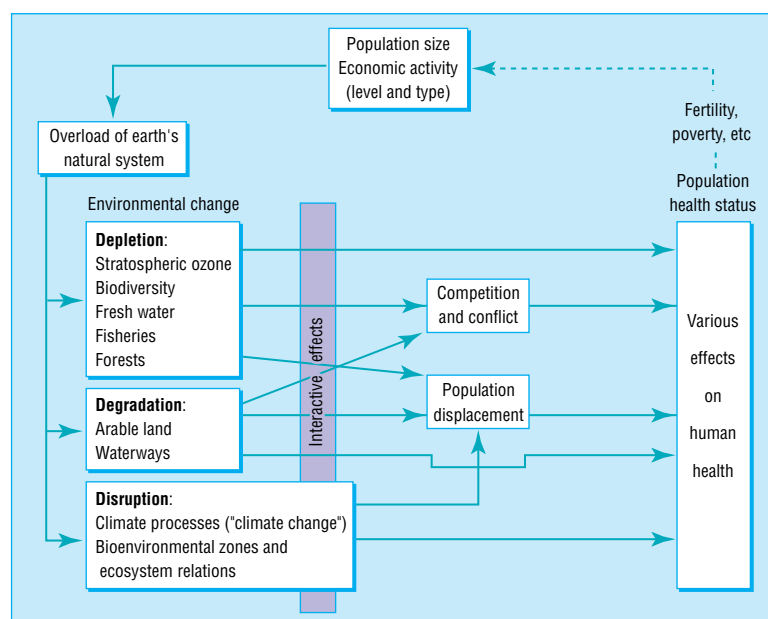 Population size
Economic activity
(level and type)
Fertility,
poverty, etc
Overload of earth's
natural system
Population
health status
Environmental change
Depletion:
Stratospheric ozone
Biodiversity
Fresh water
Fisheries
Forests
Interactive effects
Competition
and conflict
Various
effects
on
human
health
Population
displacement
Degradation:
Arable land
Waterways
Disruption:
Climate processes ("climate change")
Bioenvironmental zones and
ecosystem relations